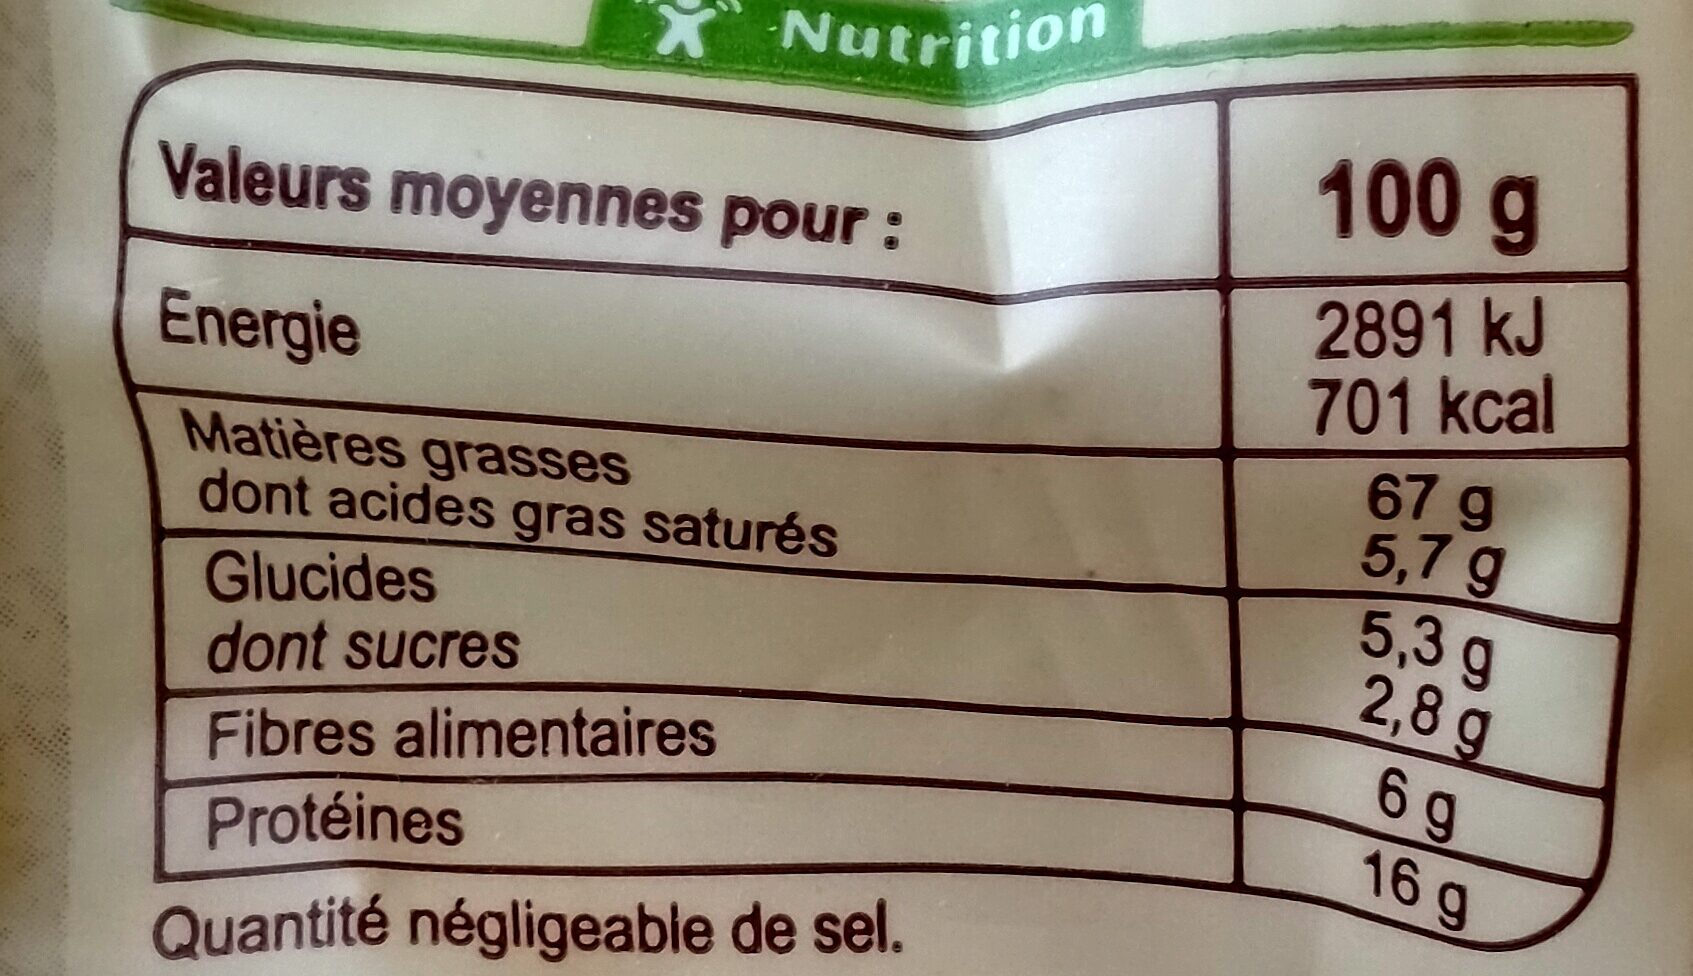 Nutrition
Valeurs moyennes pour : 100 g
Energie 2891 kJ
701 kcal
Matières grasses 67 g
dont acides gras saturés 5,7 g
Glucides 5,3 g
dont sucres 2,8 g
Fibres alimentaires 6 g
Protéines 16 g
Quantité négligeable de sel.